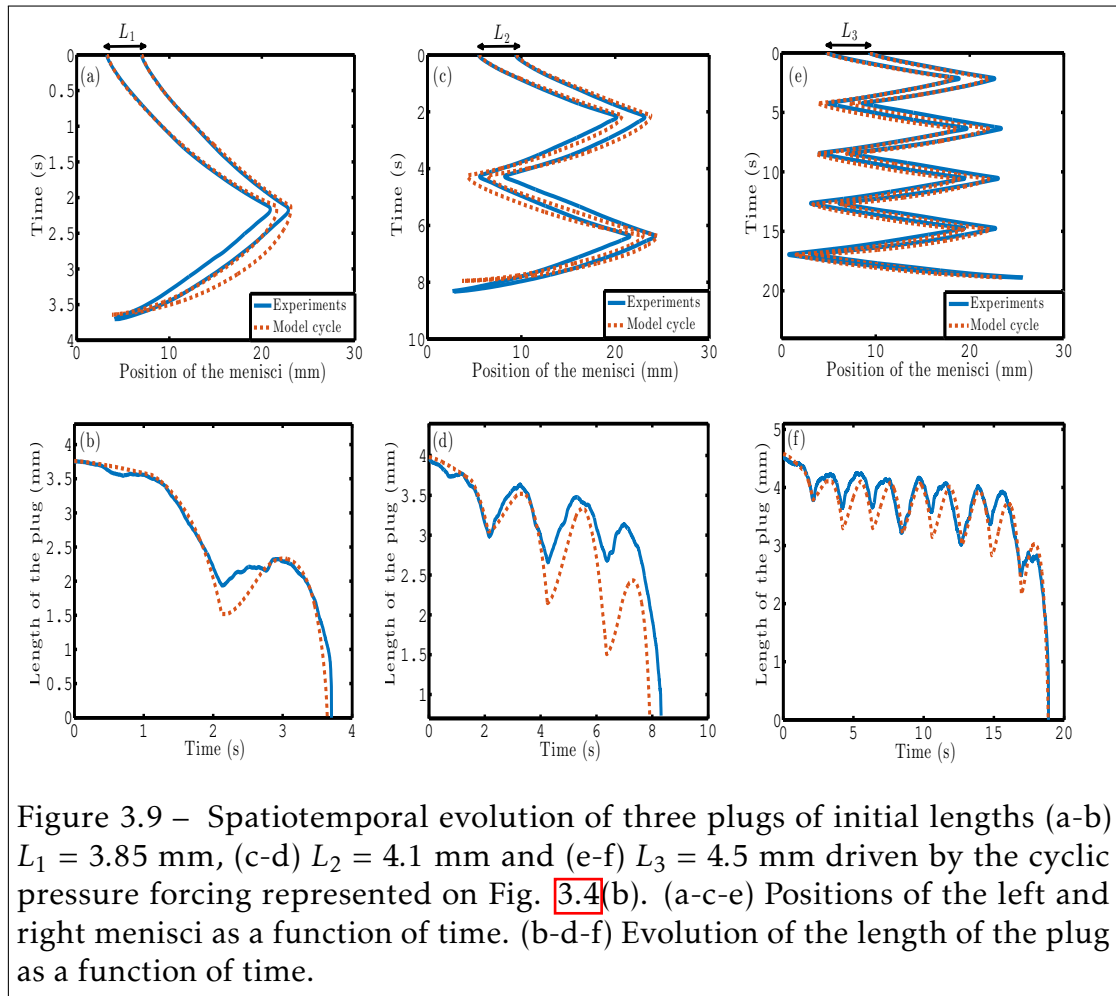 L1
L2
L3
(a)
0
0.5
1
1.5
2
2.5
3
3.5
4
Time (s)
Experiments
Model cycle
0
10
20
30
Position of the menisci (mm)
(c)
0
2
4
6
8
10
Time (s)
Experiments
Model cycle
0
10
20
30
Position of the menisci (mm)
(e)
0
5
10
15
20
Time (s)
Experiments
Model cycle
0
10
20
30
Position of the menisci (mm)
(b)
4
3.5
3
2.5
2
1.5
1
0.5
0
Length of the plug (mm)
0
1
2
3
4
Time (s)
(d)
4
3.5
3
2.5
2
1.5
1
Length of the plug (mm)
0
2
4
6
8
10
Time (s)
(f)
5
4
3
2
1
0
Length of the plug (mm)
0
5
10
15
20
Time (s)
Figure 3.9 – Spatiotemporal evolution of three plugs of initial lengths (a-b)
L1 = 3.85 mm, (c-d) L2 = 4.1 mm and (e-f) L3 = 4.5 mm driven by the cyclic
pressure forcing represented on Fig. 3.4(b). (a-c-e) Positions of the left and
right menisci as a function of time. (b-d-f) Evolution of the length of the plug
as a function of time.